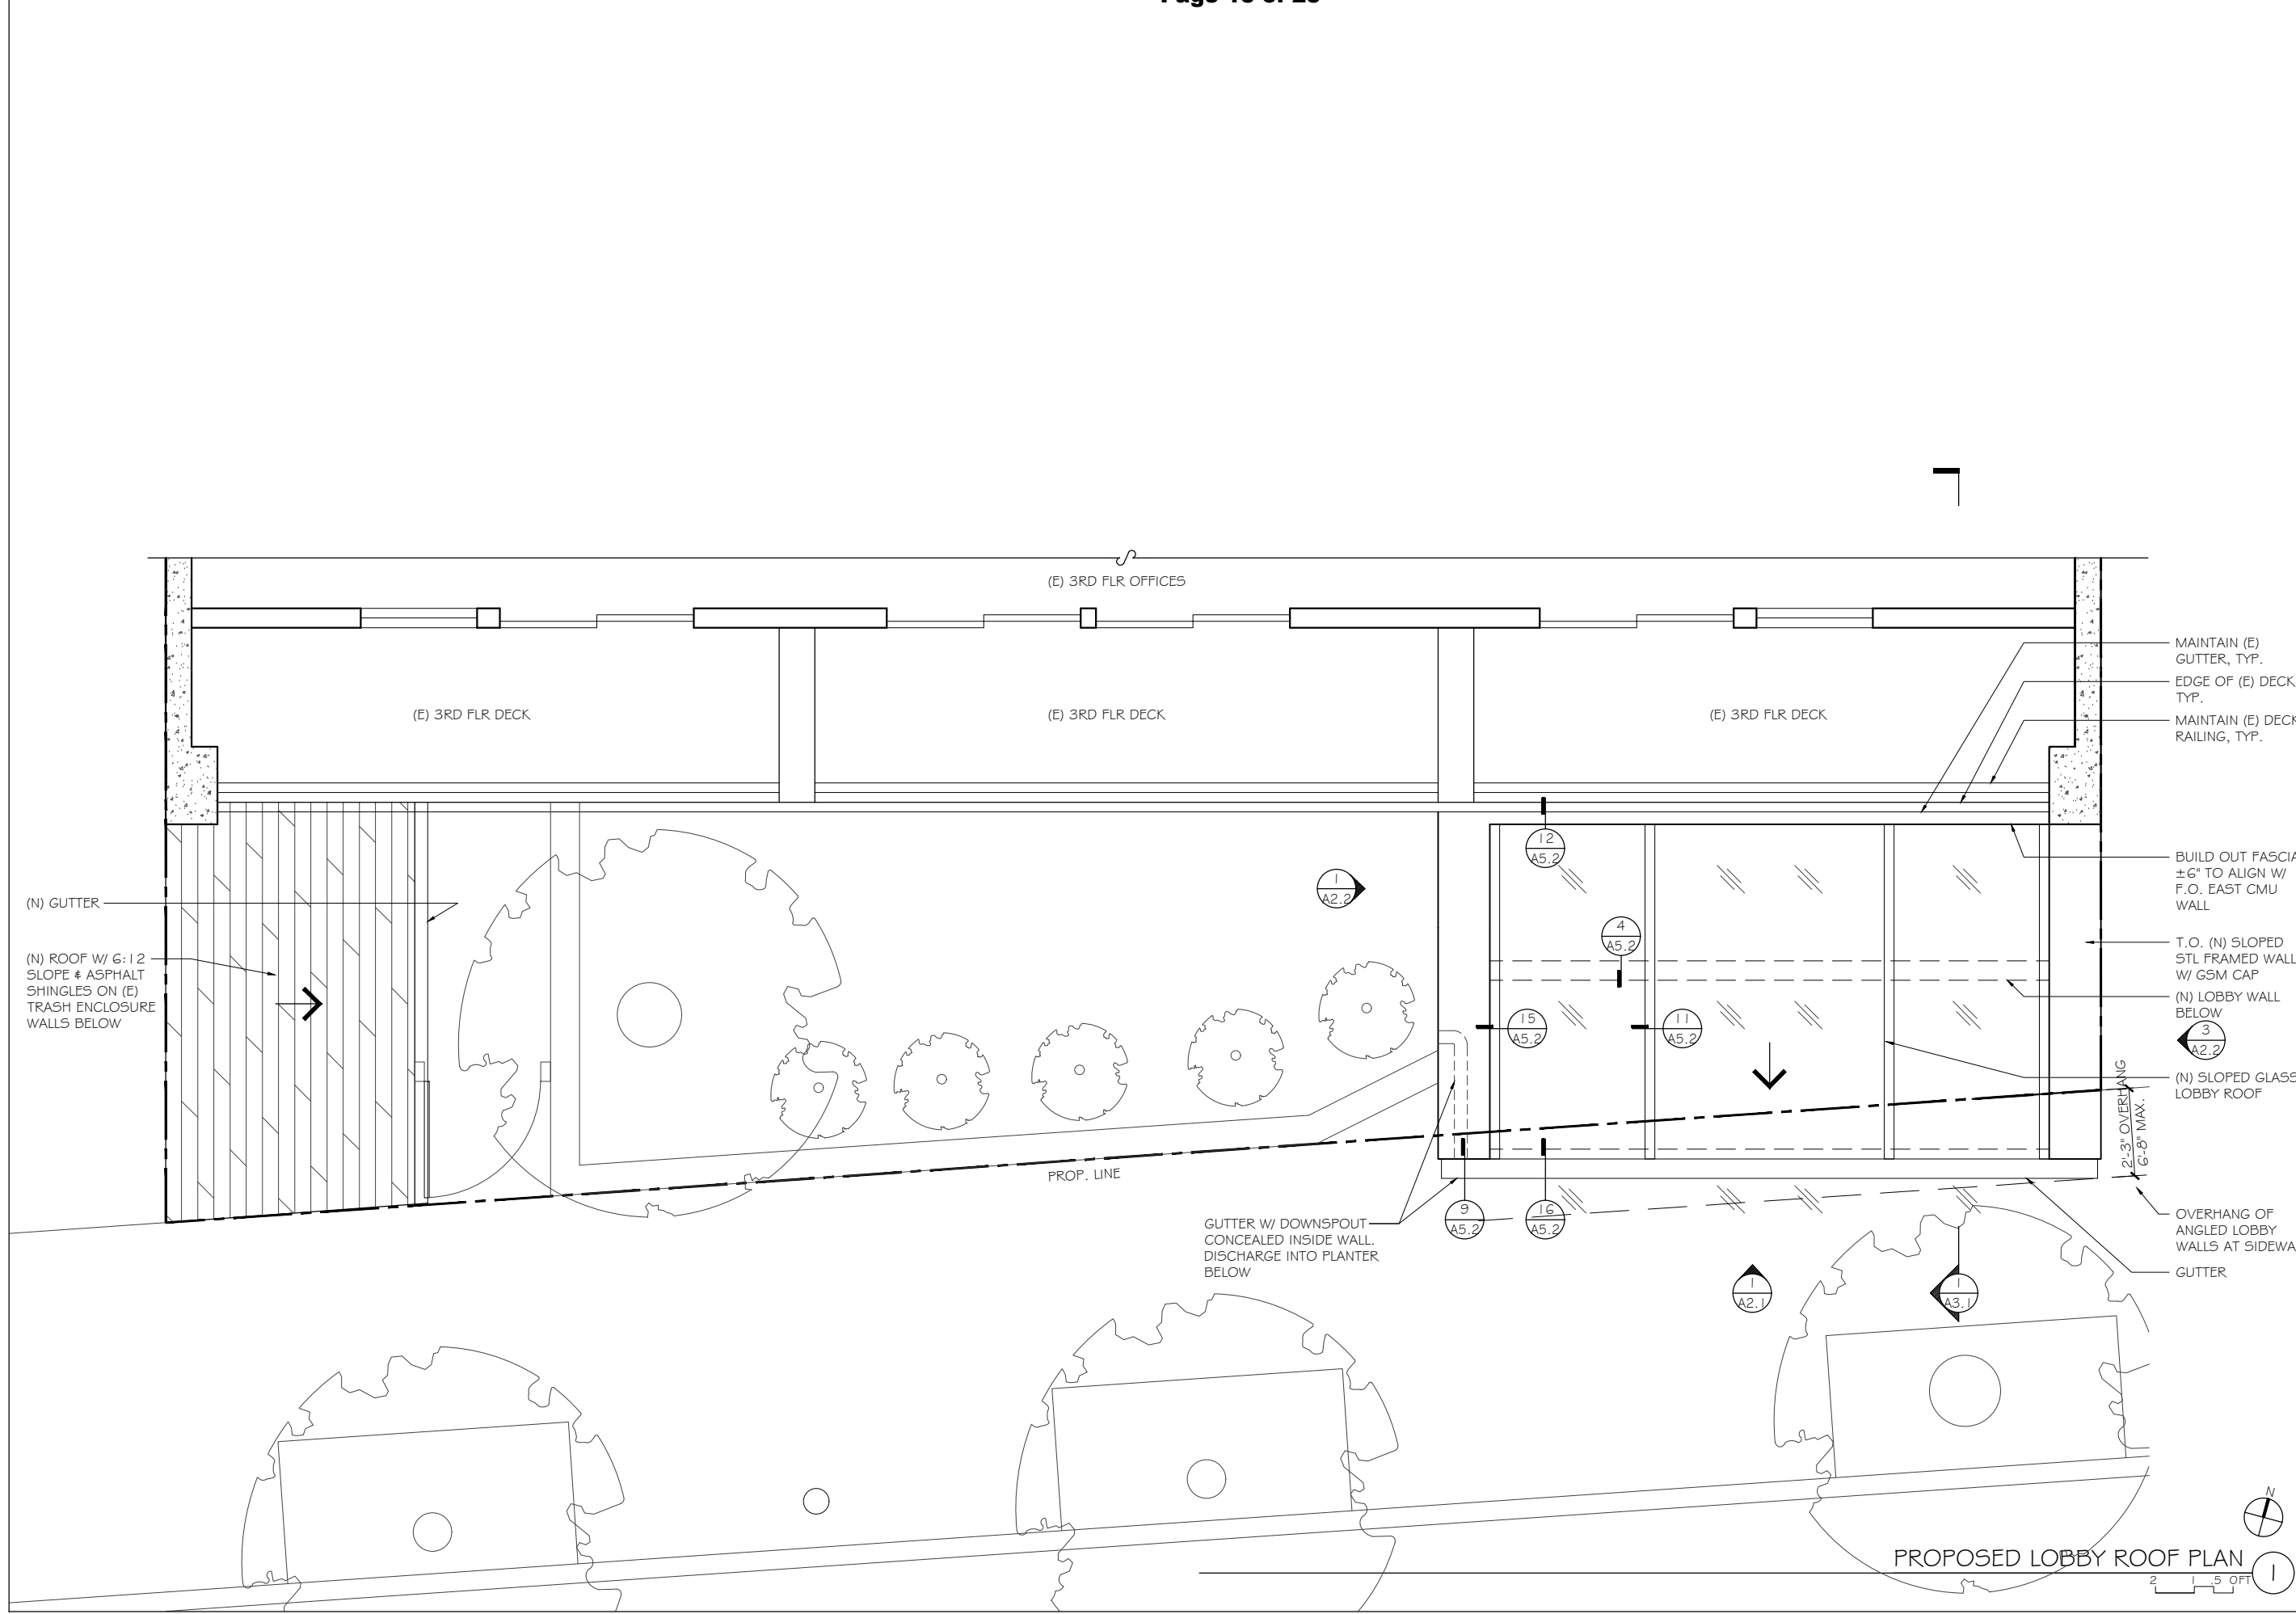 (E) 3RD FLR OFFICES
(E) 3RD FLR DECK
(E) 3RD FLR DECK
(E) 3RD FLR DECK
MAINTAIN (E)
GUTTER, TYP.
EDGE OF (E) DECK
TYP.
MAINTAIN (E) DECK
RAILING, TYP.
12
A5.2
1
A2.2
BUILD OUT FASCIA
±6" TO ALIGN W/
F.O. EAST CMU
WALL
(N) GUTTER
4
A5.2
T.O. (N) SLOPED
STL FRAMED WALL
W/ GSM CAP
(N) ROOF W/ 6:12
SLOPE & ASPHALT
SHINGLES ON (E)
TRASH ENCLOSURE
WALLS BELOW
(N) LOBBY WALL
BELOW
15
A5.2
11
A5.2
3
A2.2
(N) SLOPED GLASS
LOBBY ROOF
2'-3" OVERHANG
6'-8" MAX.
PROP. LINE
GUTTER W/ DOWNSPOUT
CONCEALED INSIDE WALL.
DISCHARGE INTO PLANTER
BELOW
9
A5.2
16
A5.2
OVERHANG OF
ANGLED LOBBY
WALLS AT
GUTTER
1
A2.1
1
A3.1
N
PROPOSED LOBBY ROOF PLAN
1
2 1 .5 0FT